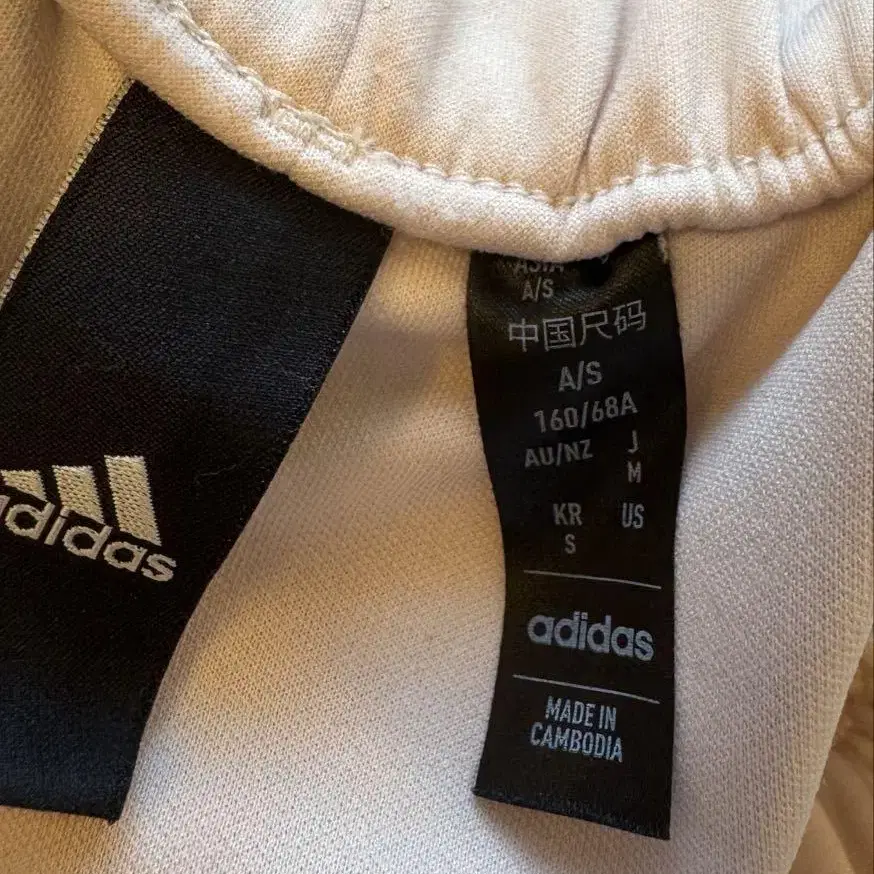 adidas
ASIA
A/S
中国尺码
A/S
160/68A
AU/NZ J
M
KR US
S
adidas
MADE IN
CAMBODIA